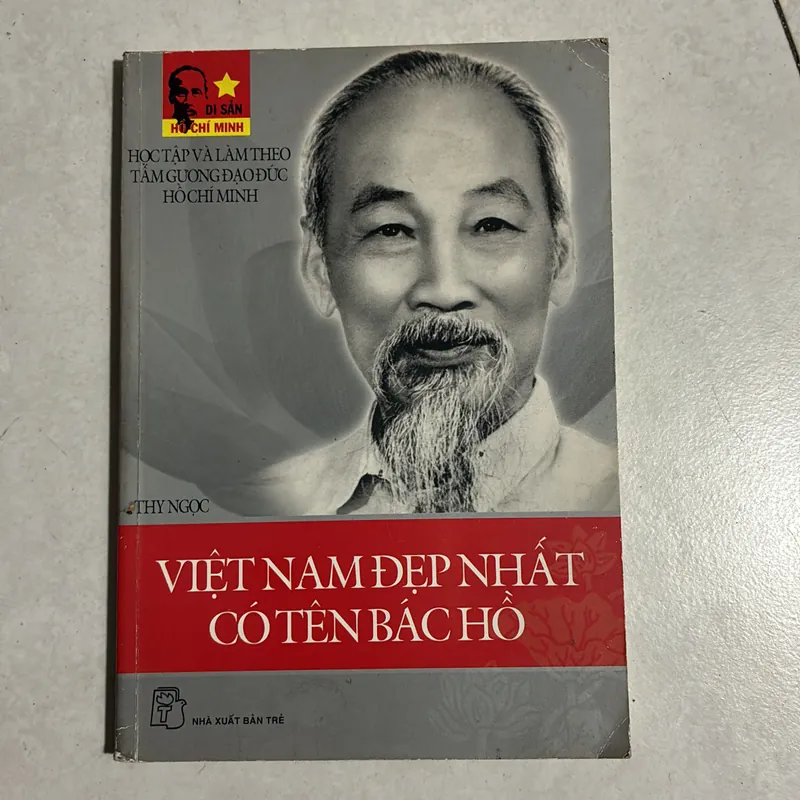 DI SẢN
HỒ CHÍ MINH
HỌC TẬP VÀ LÀM THEO
TẤM GƯƠNG ĐẠO ĐỨC
HỒ CHÍ MINH
THY NGỌC
VIỆT NAM ĐẸP NHẤT
CÓ TÊN BÁC HỒ
NHÀ XUẤT BẢN TRẺ